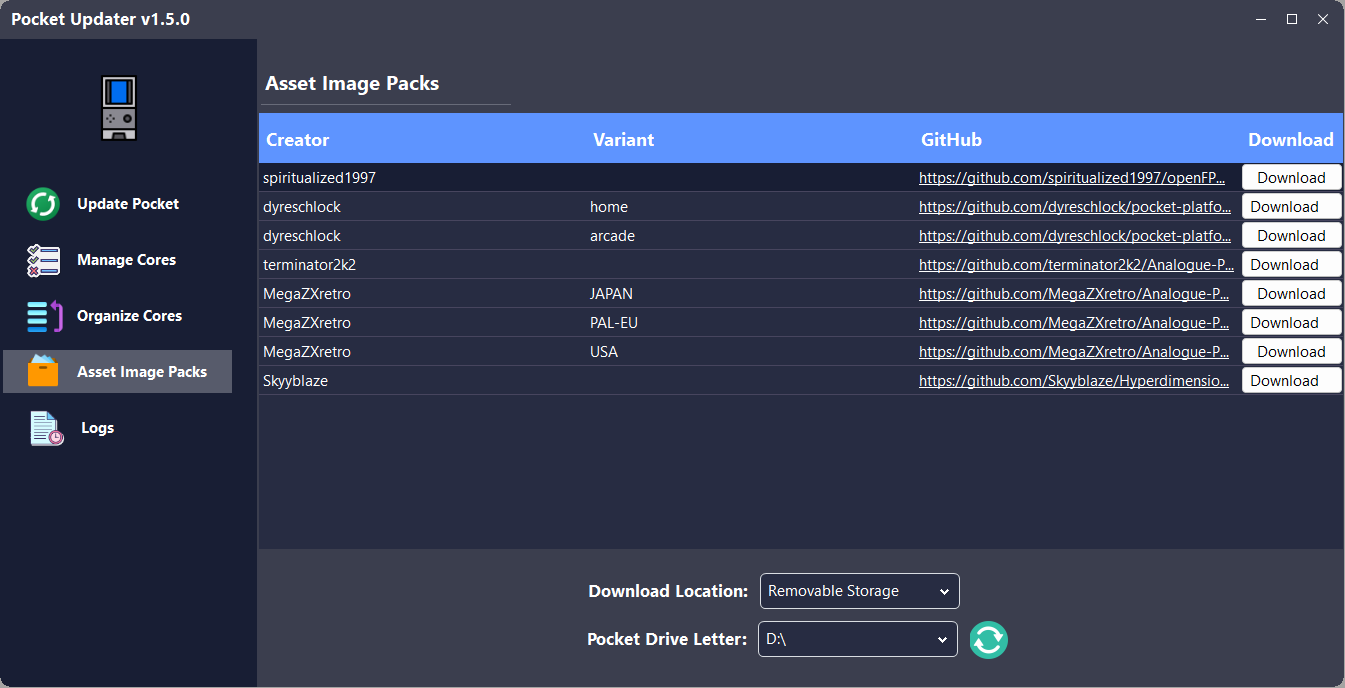 Pocket Updater v1.5.0
Update Pocket
Manage Cores
Organize Cores
Asset Image Packs
Logs
Asset Image Packs
Creator Variant GitHub Download
spiritualized1997 https://github.com/spiritualized1997/openFP... Download
dyreschlock home https://github.com/dyreschlock/pocket-platfo... Download
dyreschlock arcade https://github.com/dyreschlock/pocket-platfo... Download
terminator2k2 https://github.com/terminator2k2/Analogue-P... Download
MegaZXretro JAPAN https://github.com/MegaZXretro/Analogue-P... Download
MegaZXretro PAL-EU https://github.com/MegaZXretro/Analogue-P... Download
MegaZXretro USA https://github.com/MegaZXretro/Analogue-P... Download
Skyyblaze https://github.com/Skyyblaze/Hyperdimensio... Download
Download Location: Removable Storage
Pocket Drive Letter: D:\